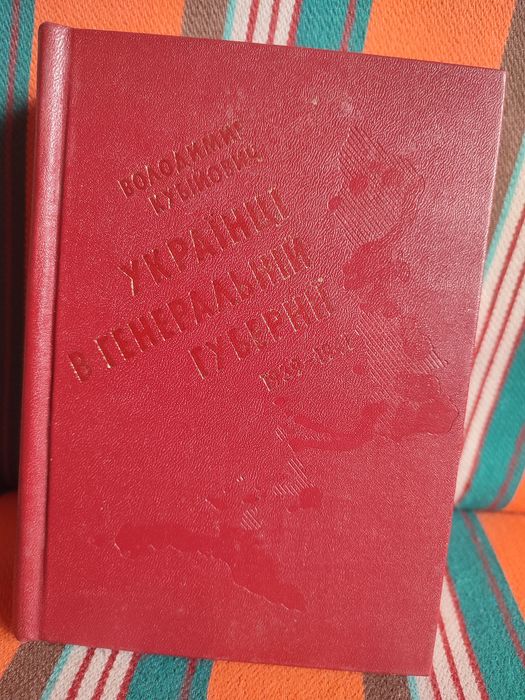 ВОЛОДИМИР
КУБІЙОВИЧ
УКРАЇНЦІ
В ГЕНЕРАЛЬНІЙ
ГУБЕРНІЇ